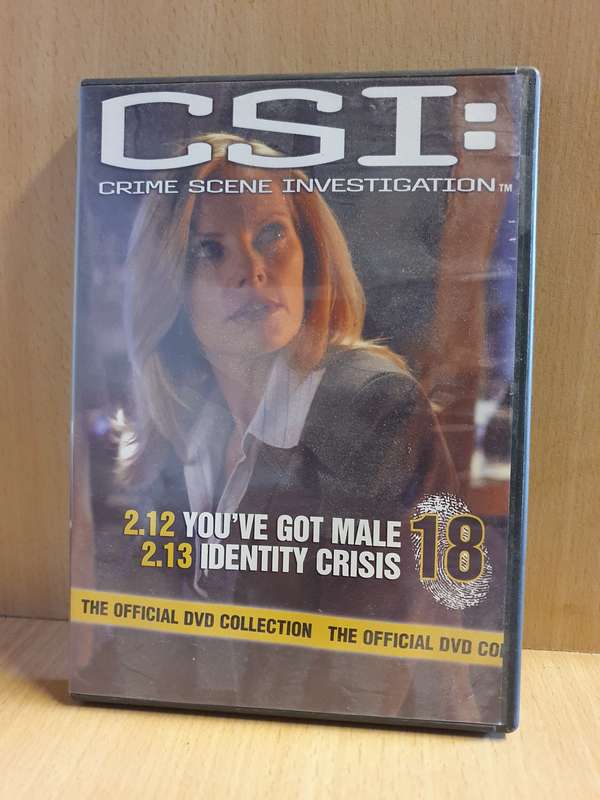 CSI:
CRIME SCENE INVESTIGATION™
2.12 YOU'VE GOT MALE
2.13 IDENTITY CRISIS
18
THE OFFICIAL DVD COLLECTION THE OFFICIAL DVD CO